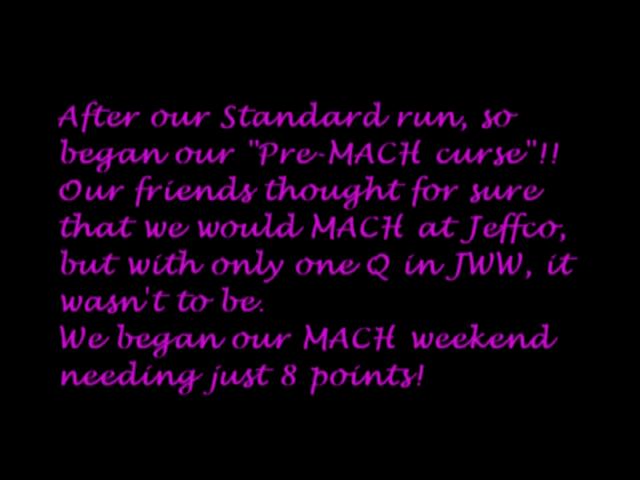 After our Standard run, so
began our "Pre-MACH curse"!!
Our friends thought for sure
that we would MACH at Jeffco,
but with only one Q in JWW, it
wasn't to be.
We began our MACH weekend
needing just 8 points!